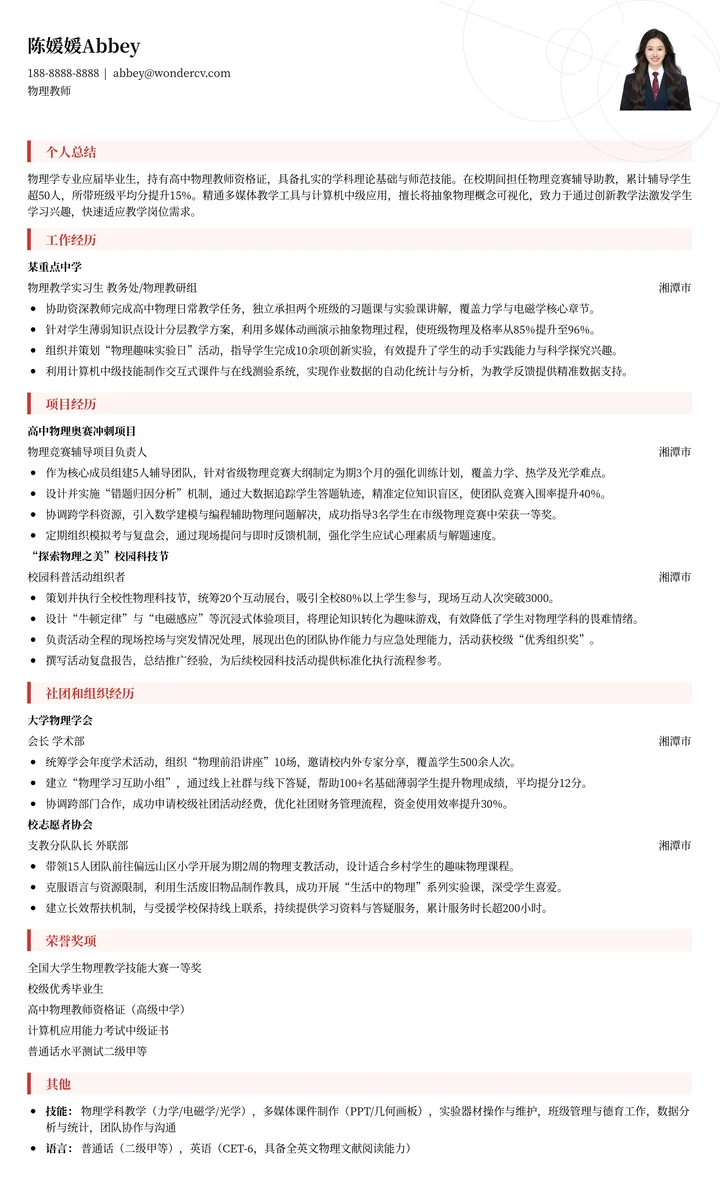 陈媛媛Abbey
188-8888-8888 | abbey@wondercv.com
物理教师
个人总结
物理学专业应届毕业生，持有高中物理教师资格证，具备扎实的学科理论基础与师范技能。在校期间担任物理竞赛辅导助教，累计辅导学生
超50人，所带班级平均分提升15%。精通多媒体教学工具与计算机中级应用，擅长将抽象物理概念可视化，致力于通过创新教学法激发学生
学习兴趣，快速适应教学岗位需求。
工作经历
某重点中学
物理教学实习生 教务处/物理教研组 湘潭市
• 协助资深教师完成高中物理日常教学任务，独立承担两个班级的习题课与实验课讲解，覆盖力学与电磁学核心章节。
• 针对学生薄弱知识点设计分层教学方案，利用多媒体动画演示抽象物理过程，使班级物理及格率从85%提升至96%。
• 组织并策划“物理趣味实验日”活动，指导学生完成10余项创新实验，有效提升了学生的动手实践能力与科学探究兴趣。
• 利用计算机中级技能制作交互式课件与在线测验系统，实现作业数据的自动化统计与分析，为教学反馈提供精准数据支持。
项目经历
高中物理奥赛冲刺项目
物理竞赛辅导项目负责人 湘潭市
• 作为核心成员组建5人辅导团队，针对省级物理竞赛大纲制定为期3个月的强化训练计划，覆盖力学、热学及光学难点。
• 设计并实施“错题归因分析”机制，通过大数据追踪学生答题轨迹，精准定位知识盲区，使团队竞赛入围率提升40%。
• 协调跨学科资源，引入数学建模与编程辅助物理问题解决，成功指导3名学生在市级物理竞赛中荣获一等奖。
• 定期组织模拟考与复盘会，通过现场提问与即时反馈机制，强化学生应试心理素质与解题速度。
“探索物理之美”校园科技节
校园科普活动组织者 湘潭市
• 策划并执行全校性物理科技节，统筹20个互动展台，吸引全校80%以上学生参与，现场互动人次突破3000。
• 设计“牛顿定律”与“电磁感应”等沉浸式体验项目，将理论知识转化为趣味游戏，有效降低了学生对物理学科的畏难情绪。
• 负责活动全程的现场控场与突发情况处理，展现出色的团队协作能力与应急处理能力，活动获校级“优秀组织奖”。
• 撰写活动复盘报告，总结推广经验，为后续校园科技活动提供标准化执行流程参考。
社团和组织经历
大学物理学会
会长 学术部 湘潭市
• 统筹学会年度学术活动，组织“物理前沿讲座”10场，邀请校内外专家分享，覆盖学生500余人次。
• 建立“物理学习互助小组”，通过线上社群与线下答疑，帮助100+名基础薄弱学生提升物理成绩，平均提分12分。
• 协调跨部门合作，成功申请校级社团活动经费，优化社团财务管理流程，资金使用效率提升30%。
校志愿者协会
支教分队队长 外联部 湘潭市
• 带领15人团队前往偏远山区小学开展为期2周的物理支教活动，设计适合乡村学生的趣味物理课程。
• 克服语言与资源限制，利用生活废旧物品制作教具，成功开展“生活中的物理”系列实验课，深受学生喜爱。
• 建立长效帮扶机制，与受援学校保持线上联系，持续提供学习资料与答疑服务，累计服务时长超200小时。
荣誉奖项
全国大学生物理教学技能大赛一等奖
校级优秀毕业生
高中物理教师资格证（高级中学）
计算机应用能力考试中级证书
普通话水平测试二级甲等
其他
• 技能： 物理学科教学（力学/电磁学/光学），多媒体课件制作（PPT/几何画板），实验器材操作与维护，班级管理与德育工作，数据分
析与统计，团队协作与沟通
• 语言： 普通话（二级甲等），英语（CET-6，具备全英文物理文献阅读能力）